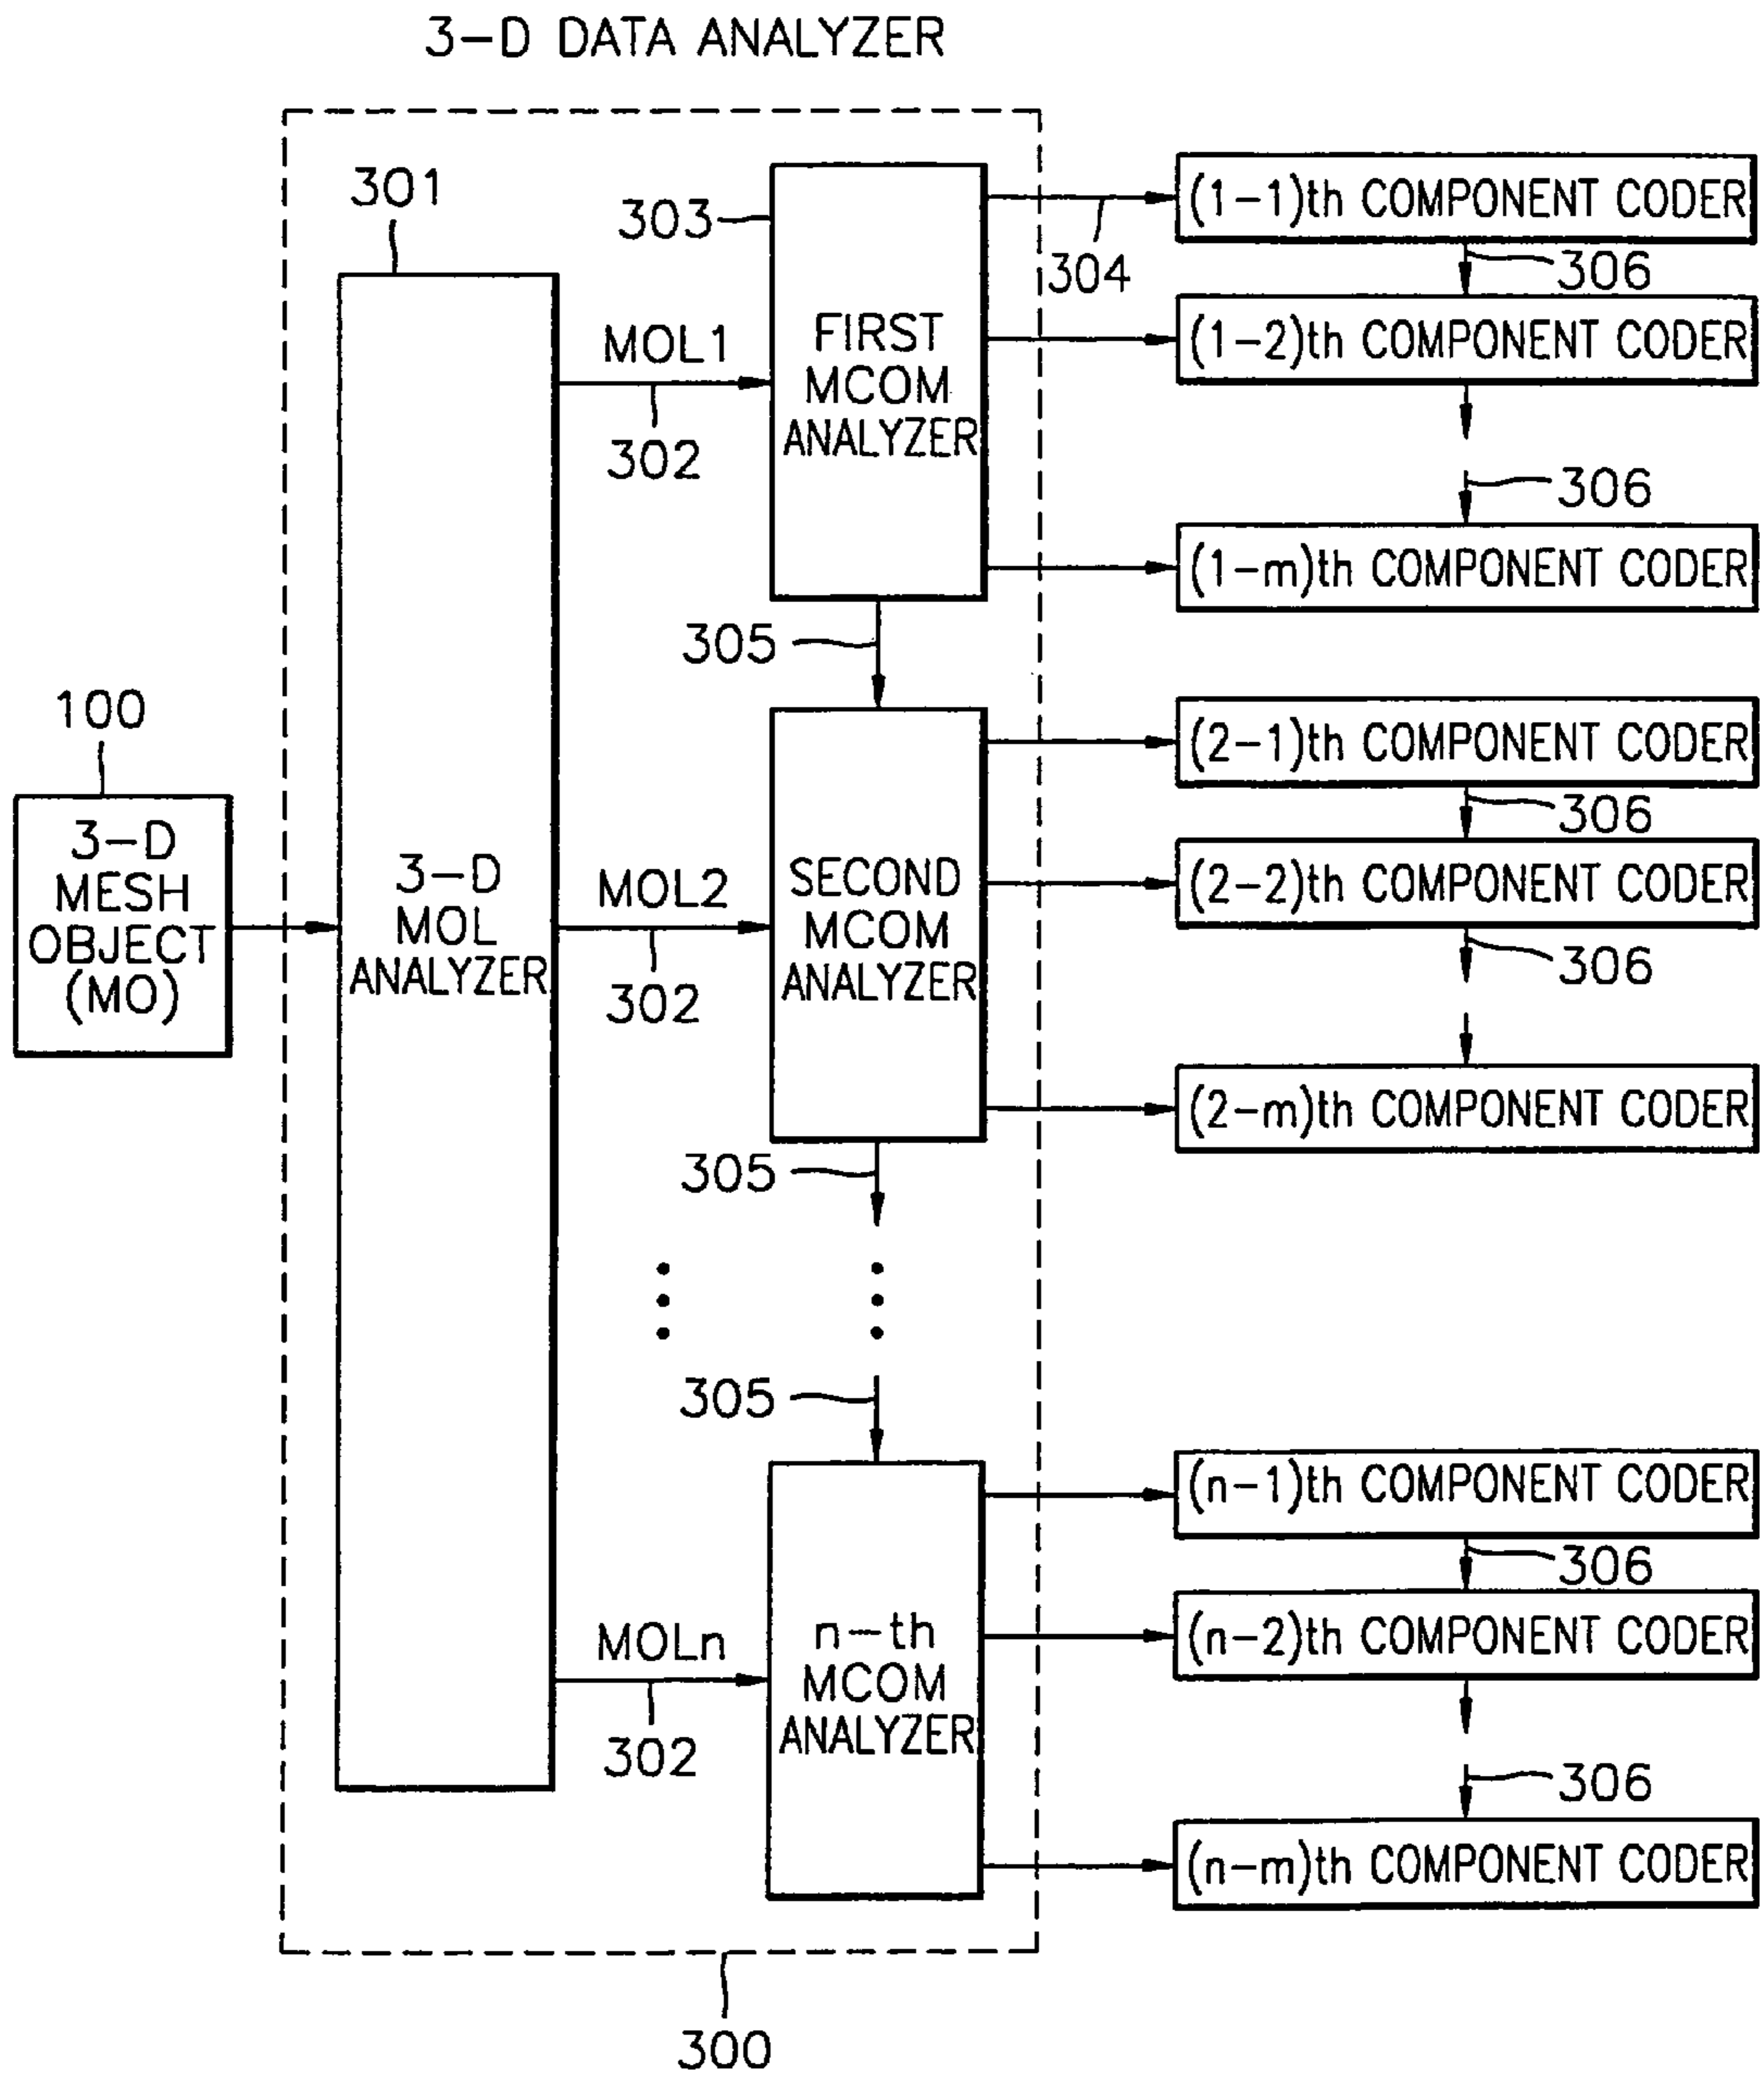 3-D DATA ANALYZER
301
303
304
(1-1)th COMPONENT CODER
306
(1-2)th COMPONENT CODER
306
(1-m)th COMPONENT CODER
MOL1
302
FIRST
MCOM
ANALYZER
305
100
3-D
MESH
OBJECT
(MO)
3-D
MOL
ANALYZER
MOL2
302
SECOND
MCOM
ANALYZER
(2-1)th COMPONENT CODER
306
(2-2)th COMPONENT CODER
306
(2-m)th COMPONENT CODER
305
305
MOLn
302
n-th
MCOM
ANALYZER
(n-1)th COMPONENT CODER
306
(n-2)th COMPONENT CODER
306
(n-m)th COMPONENT CODER
300